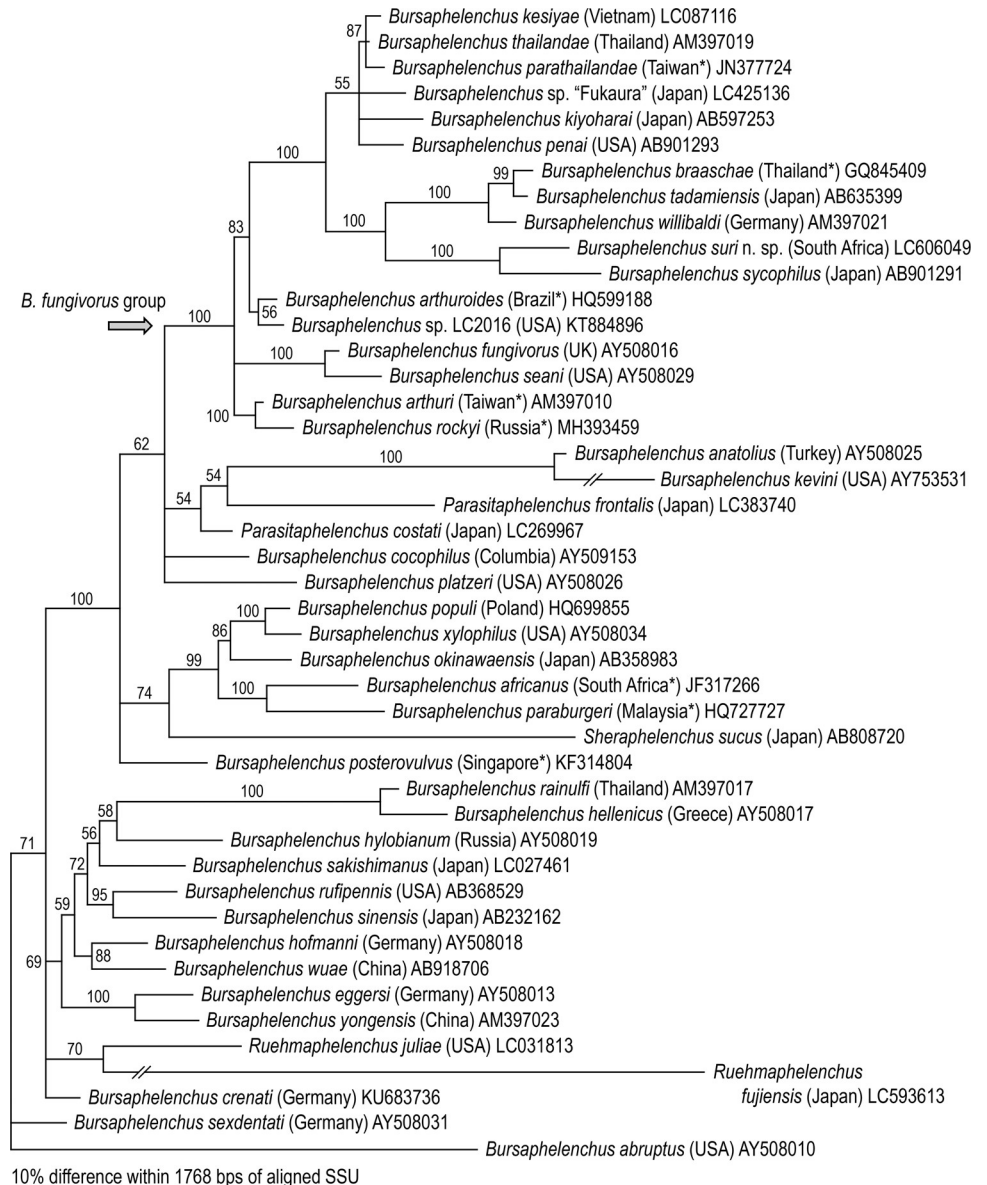 Bursaphelenchus kesiyae (Vietnam) LC087116
87
Bursaphelenchus thailandae (Thailand) AM397019
Bursaphelenchus parathailandae (Taiwan*) JN377724
55
Bursaphelenchus sp. “Fukaura” (Japan) LC425136
Bursaphelenchus kiyoharai (Japan) AB597253
Bursaphelenchus penai (USA) AB901293
100
99
Bursaphelenchus braaschae (Thailand*) GQ845409
100
Bursaphelenchus tadamiensis (Japan) AB635399
Bursaphelenchus willibaldi (Germany) AM397021
100
83
100
Bursaphelenchus suri n. sp. (South Africa) LC606049
Bursaphelenchus sycophilus (Japan) AB901291
B. fungivorus group
Bursaphelenchus arthuroides (Brazil*) HQ599188
100
56
Bursaphelenchus sp. LC2016 (USA) KT884896
100
Bursaphelenchus fungivorus (UK) AY508016
Bursaphelenchus seani (USA) AY508029
Bursaphelenchus arthuri (Taiwan*) AM397010
100
Bursaphelenchus rockyi (Russia*) MH393459
62
100
Bursaphelenchus anatolius (Turkey) AY508025
54
Bursaphelenchus kevini (USA) AY753531
54
Parasitaphelenchus frontalis (Japan) LC383740
Parasitaphelenchus costati (Japan) LC269967
Bursaphelenchus cocophilus (Columbia) AY509153
Bursaphelenchus platzeri (USA) AY508026
100
100
Bursaphelenchus populi (Poland) HQ699855
86
Bursaphelenchus xylophilus (USA) AY508034
99
Bursaphelenchus okinawaensis (Japan) AB358983
74
100
Bursaphelenchus africanus (South Africa*) JF317266
Bursaphelenchus paraburgeri (Malaysia*) HQ727727
Sheraphelenchus sucus (Japan) AB808720
Bursaphelenchus posterovulvus (Singapore*) KF314804
100
Bursaphelenchus rainulfi (Thailand) AM397017
58
Bursaphelenchus hellenicus (Greece) AY508017
56
Bursaphelenchus hylobianum (Russia) AY508019
71
72
Bursaphelenchus sakishimanus (Japan) LC027461
95
Bursaphelenchus rufipennis (USA) AB368529
59
Bursaphelenchus sinensis (Japan) AB232162
Bursaphelenchus hofmanni (Germany) AY508018
69
88
Bursaphelenchus wuae (China) AB918706
100
Bursaphelenchus eggersi (Germany) AY508013
Bursaphelenchus yongensis (China) AM397023
70
Ruehmaphelenchus juliae (USA) LC031813
Ruehmaphelenchus
fujiensis (Japan) LC593613
Bursaphelenchus crenati (Germany) KU683736
Bursaphelenchus sexdentati (Germany) AY508031
Bursaphelenchus abruptus (USA) AY508010
10% difference within 1768 bps of aligned SSU